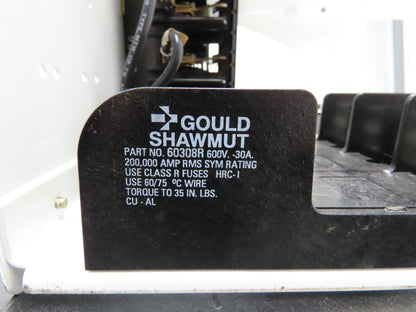 GOULD
SHAWMUT
PART NO. 60308R 600V. -30A.
200,000 AMP RMS SYM RATING
USE CLASS R FUSES HRC-I
USE 60/75 °C WIRE
TORQUE TO 35 IN. LBS.
CU - AL